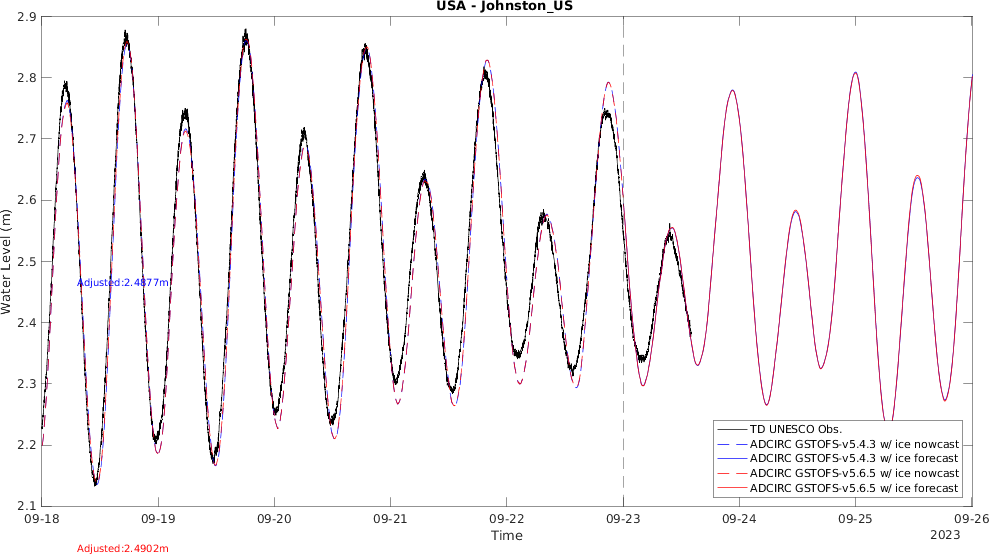 USA - Johnston_US
2.9
2.8
2.7
2.6
2.5
2.4
2.3
2.2
2.1
Water Level (m)
Adjusted:2.4877m
TD UNESCO Obs.
ADCIRC GSTOFS-v5.4.3 w/ ice nowcast
ADCIRC GSTOFS-v5.4.3 w/ ice forecast
ADCIRC GSTOFS-v5.6.5 w/ ice nowcast
ADCIRC GSTOFS-v5.6.5 w/ ice forecast
09-18 09-19 09-20 09-21 09-22 09-23 09-24 09-25 09-26
Time
2023
Adjusted:2.4902m